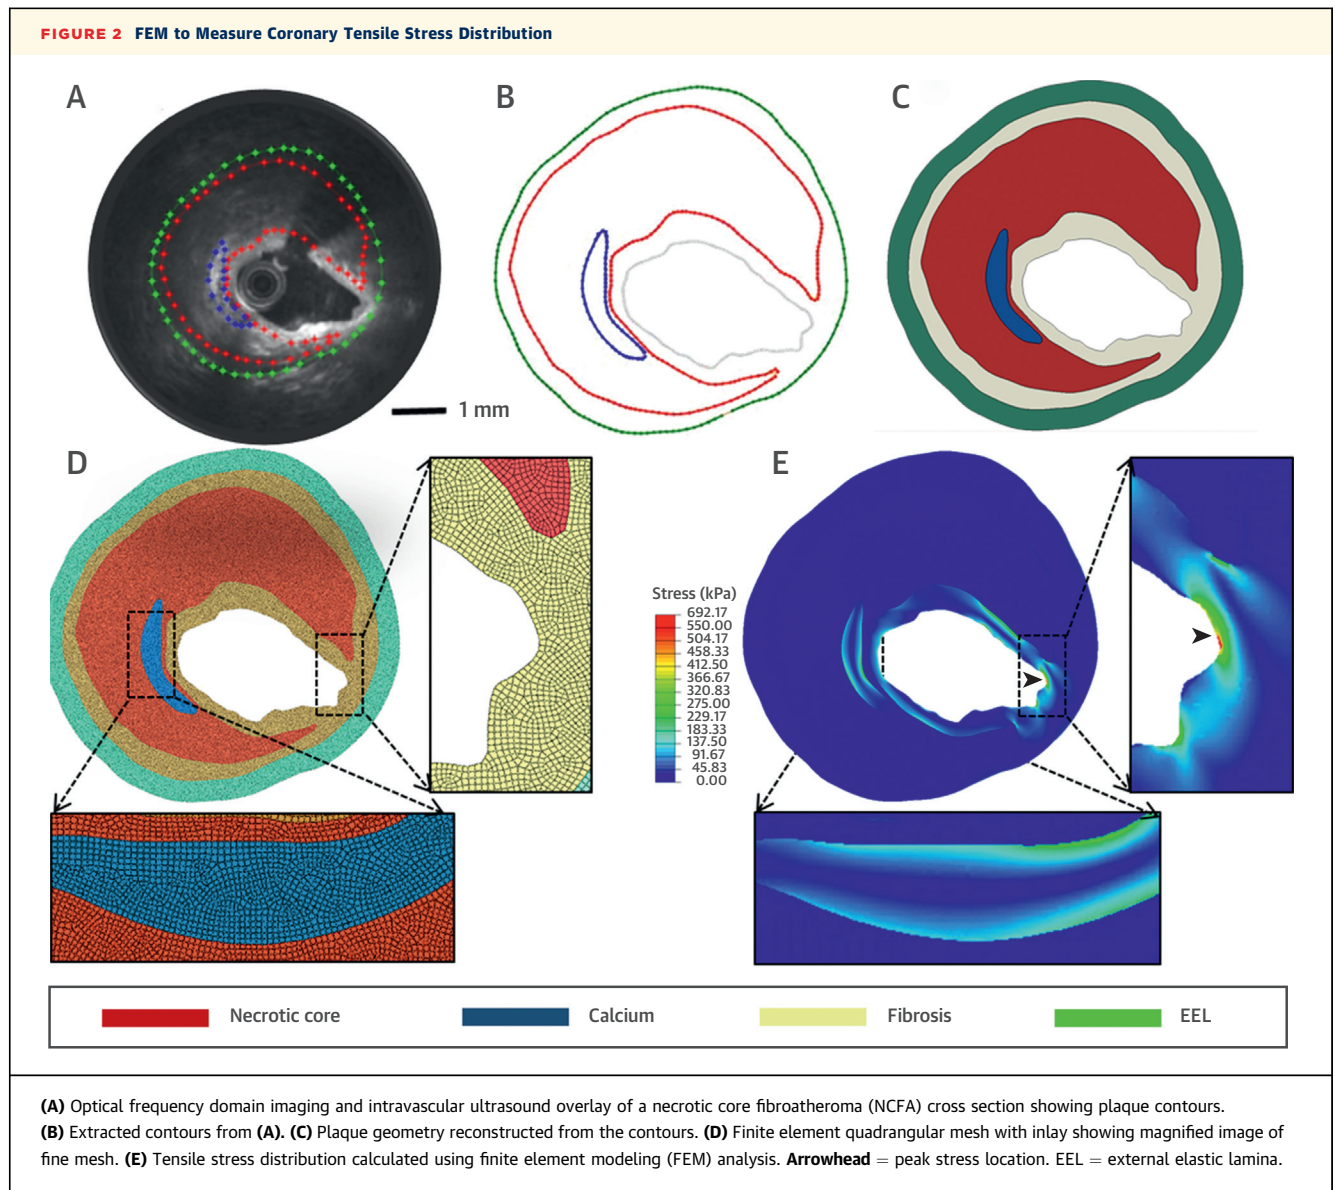 FIGURE 2 FEM to Measure Coronary Tensile Stress Distribution
A
B
C
1 mm
D
E
Stress (kPa)
692.17
550.00
504.17
458.33
412.50
366.67
320.83
275.00
229.17
183.33
137.50
91.67
45.83
0.00
Necrotic core
Calcium
Fibrosis
EEL
(A) Optical frequency domain imaging and intravascular ultrasound overlay of a necrotic core fibroatheroma (NCFA) cross section showing plaque contours.
(B) Extracted contours from (A). (C) Plaque geometry reconstructed from the contours. (D) Finite element quadrangular mesh with inlay showing magnified image of
fine mesh. (E) Tensile stress distribution calculated using finite element modeling (FEM) analysis. Arrowhead = peak stress location. EEL = external elastic lamina.